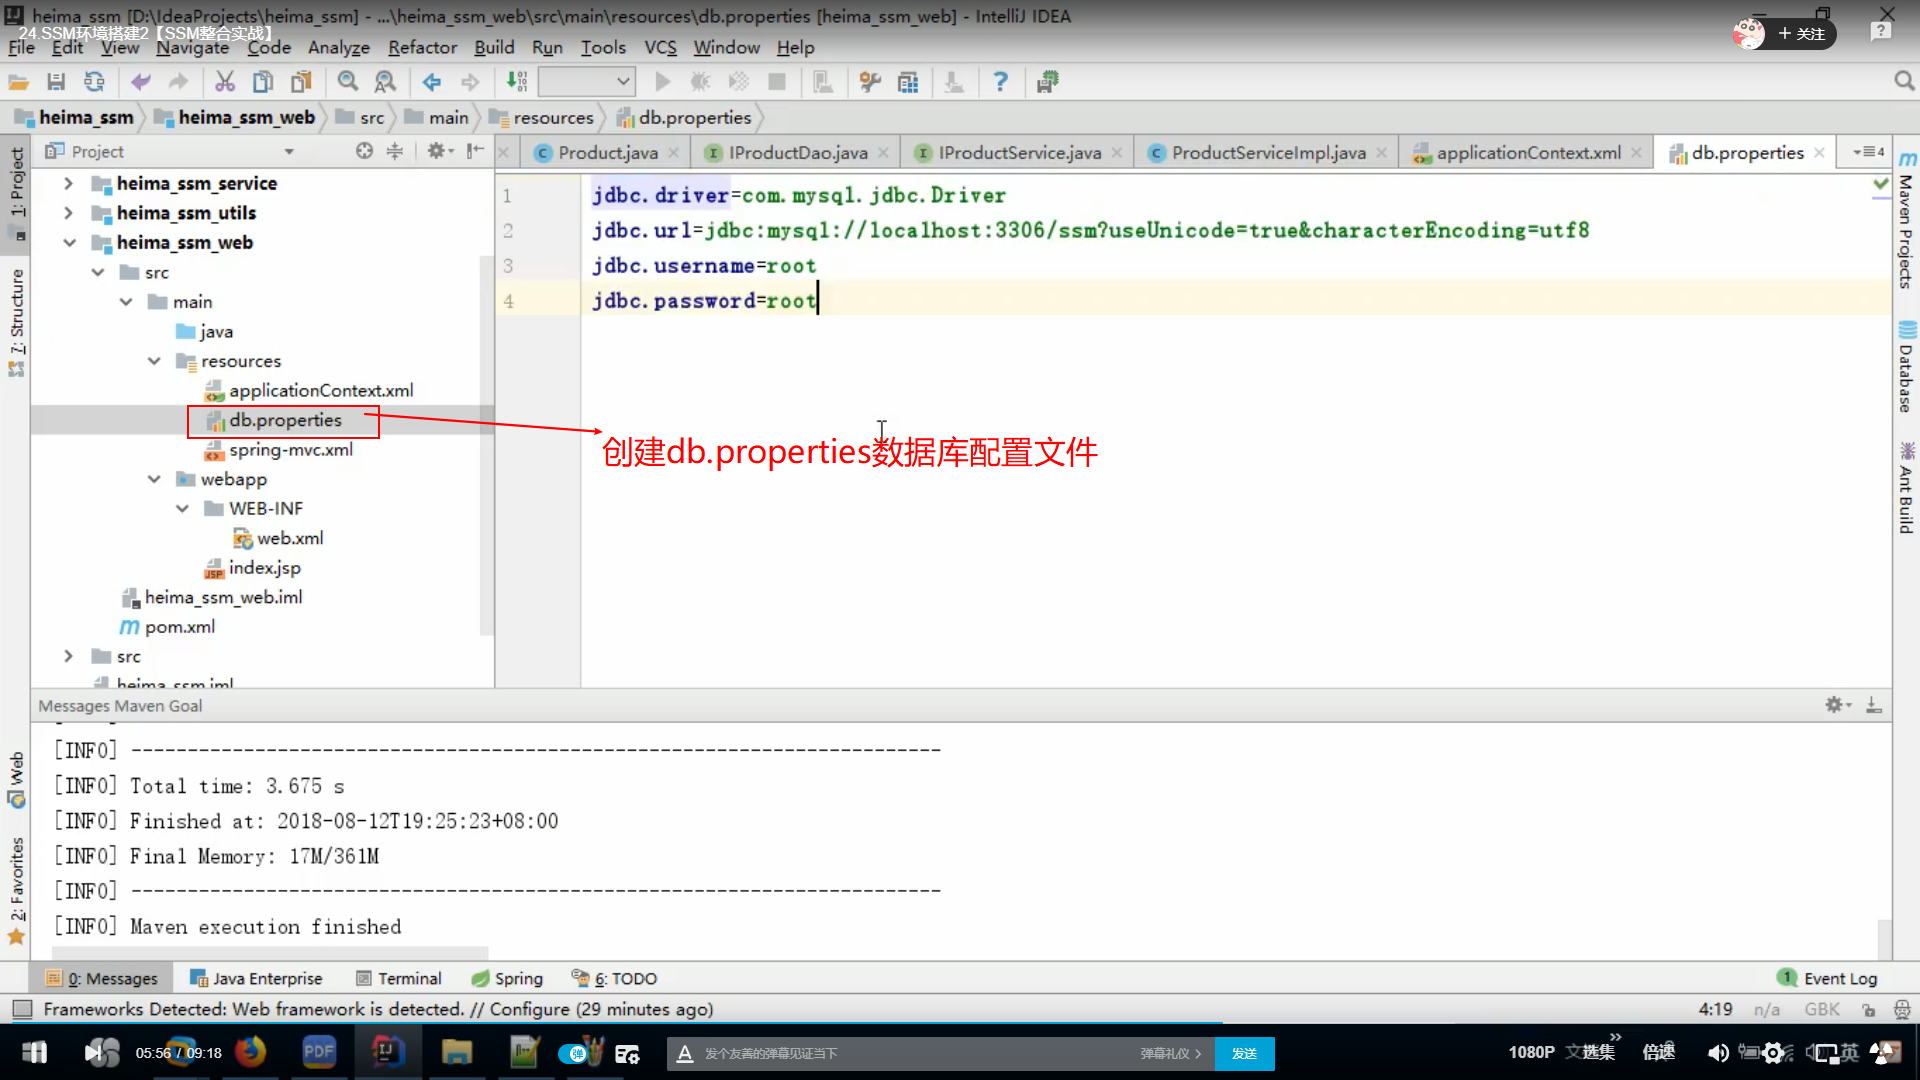 heima_ssm [D:\IdeaProjects\heima_ssm] - ...\heima_ssm_web\src\main\resources\db.properties [heima_ssm_web] - IntelliJ IDEA
24.SSM环境搭建2【SSM整合实战】
+ 关注
File Edit View Navigate Code Analyze Refactor Build Run Tools VCS Window Help
heima_ssm heima_ssm_web src main resources db.properties
Project
Product.java IProductDao.java IProductService.java ProductServiceImpl.java applicationContext.xml db.properties 4
1: Project
7: Structure
Web
2: Favorites
heima_ssm_service
heima_ssm_utils
heima_ssm_web
src
main
java
resources
applicationContext.xml
db.properties
spring-mvc.xml
webapp
WEB-INF
web.xml
index.jsp
heima_ssm_web.iml
pom.xml
src
heima_ssm.iml
1 jdbc.driver=com.mysql.jdbc.Driver
2 jdbc.url=jdbc:mysql://localhost:3306/ssm?useUnicode=true&characterEncoding=utf8
3 jdbc.username=root
4 jdbc.password=root
创建db.properties数据库配置文件
Maven Projects
Database
Ant Build
Messages Maven Goal
[INFO] ------------------------------------------------------------------------
[INFO] Total time: 3.675 s
[INFO] Finished at: 2018-08-12T19:25:23+08:00
[INFO] Final Memory: 17M/361M
[INFO] ------------------------------------------------------------------------
[INFO] Maven execution finished
0: Messages Java Enterprise Terminal Spring 6: TODO
1 Event Log
Frameworks Detected: Web framework is detected. // Configure (29 minutes ago)
4:19 n/a GBK
05:56 / 09:18
PDF
弹
发个友善的弹幕见证当下
弹幕礼仪 >
发送
1080P 选集 倍速 英